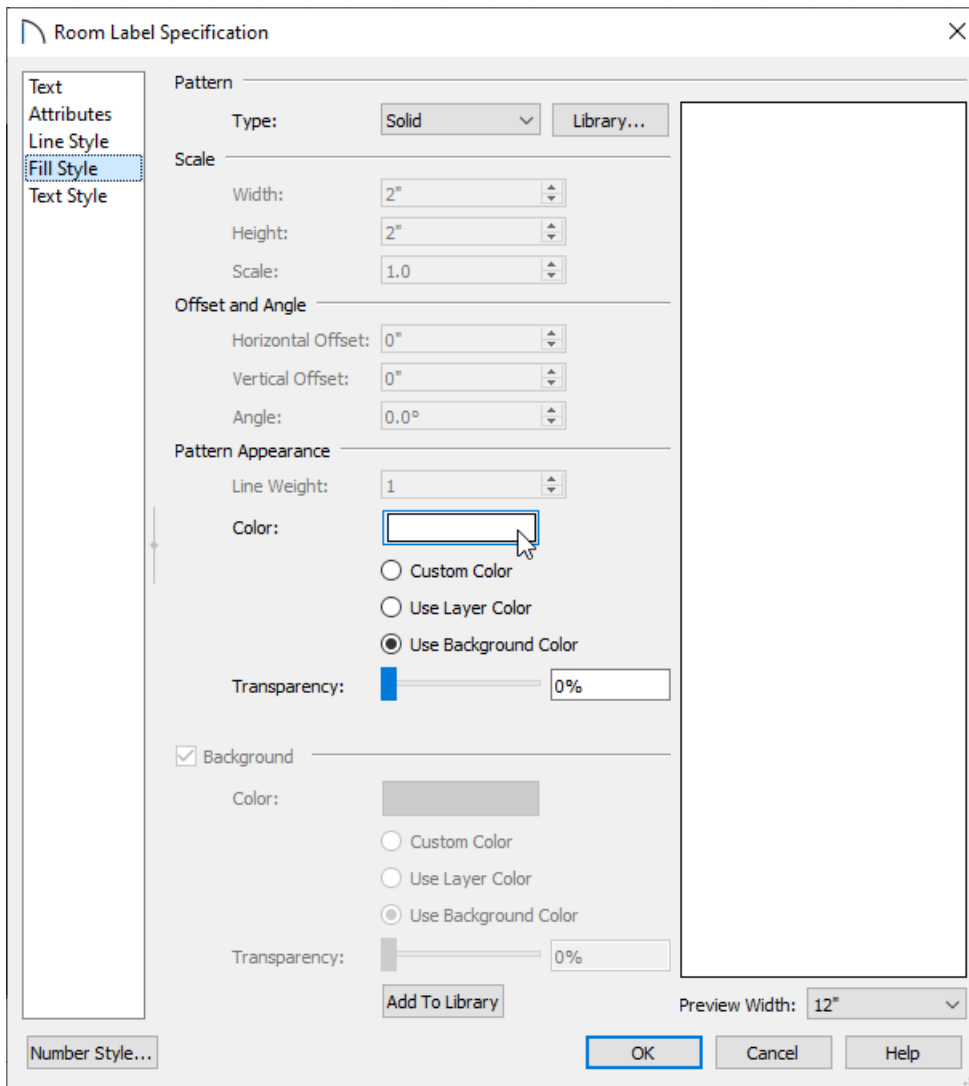 Room Label Specification
Text
Attributes
Line Style
Fill Style
Text Style
Pattern
Type: Solid Library...
Scale
Width: 2"
Height: 2"
Scale: 1.0
Offset and Angle
Horizontal Offset: 0"
Vertical Offset: 0"
Angle: 0.0°
Pattern Appearance
Line Weight: 1
Color:
Custom Color
Use Layer Color
Use Background Color
Transparency: 0%
Background
Color:
Custom Color
Use Layer Color
Use Background Color
Transparency: 0%
Add To Library
Preview Width: 12"
Number Style... OK Cancel Help